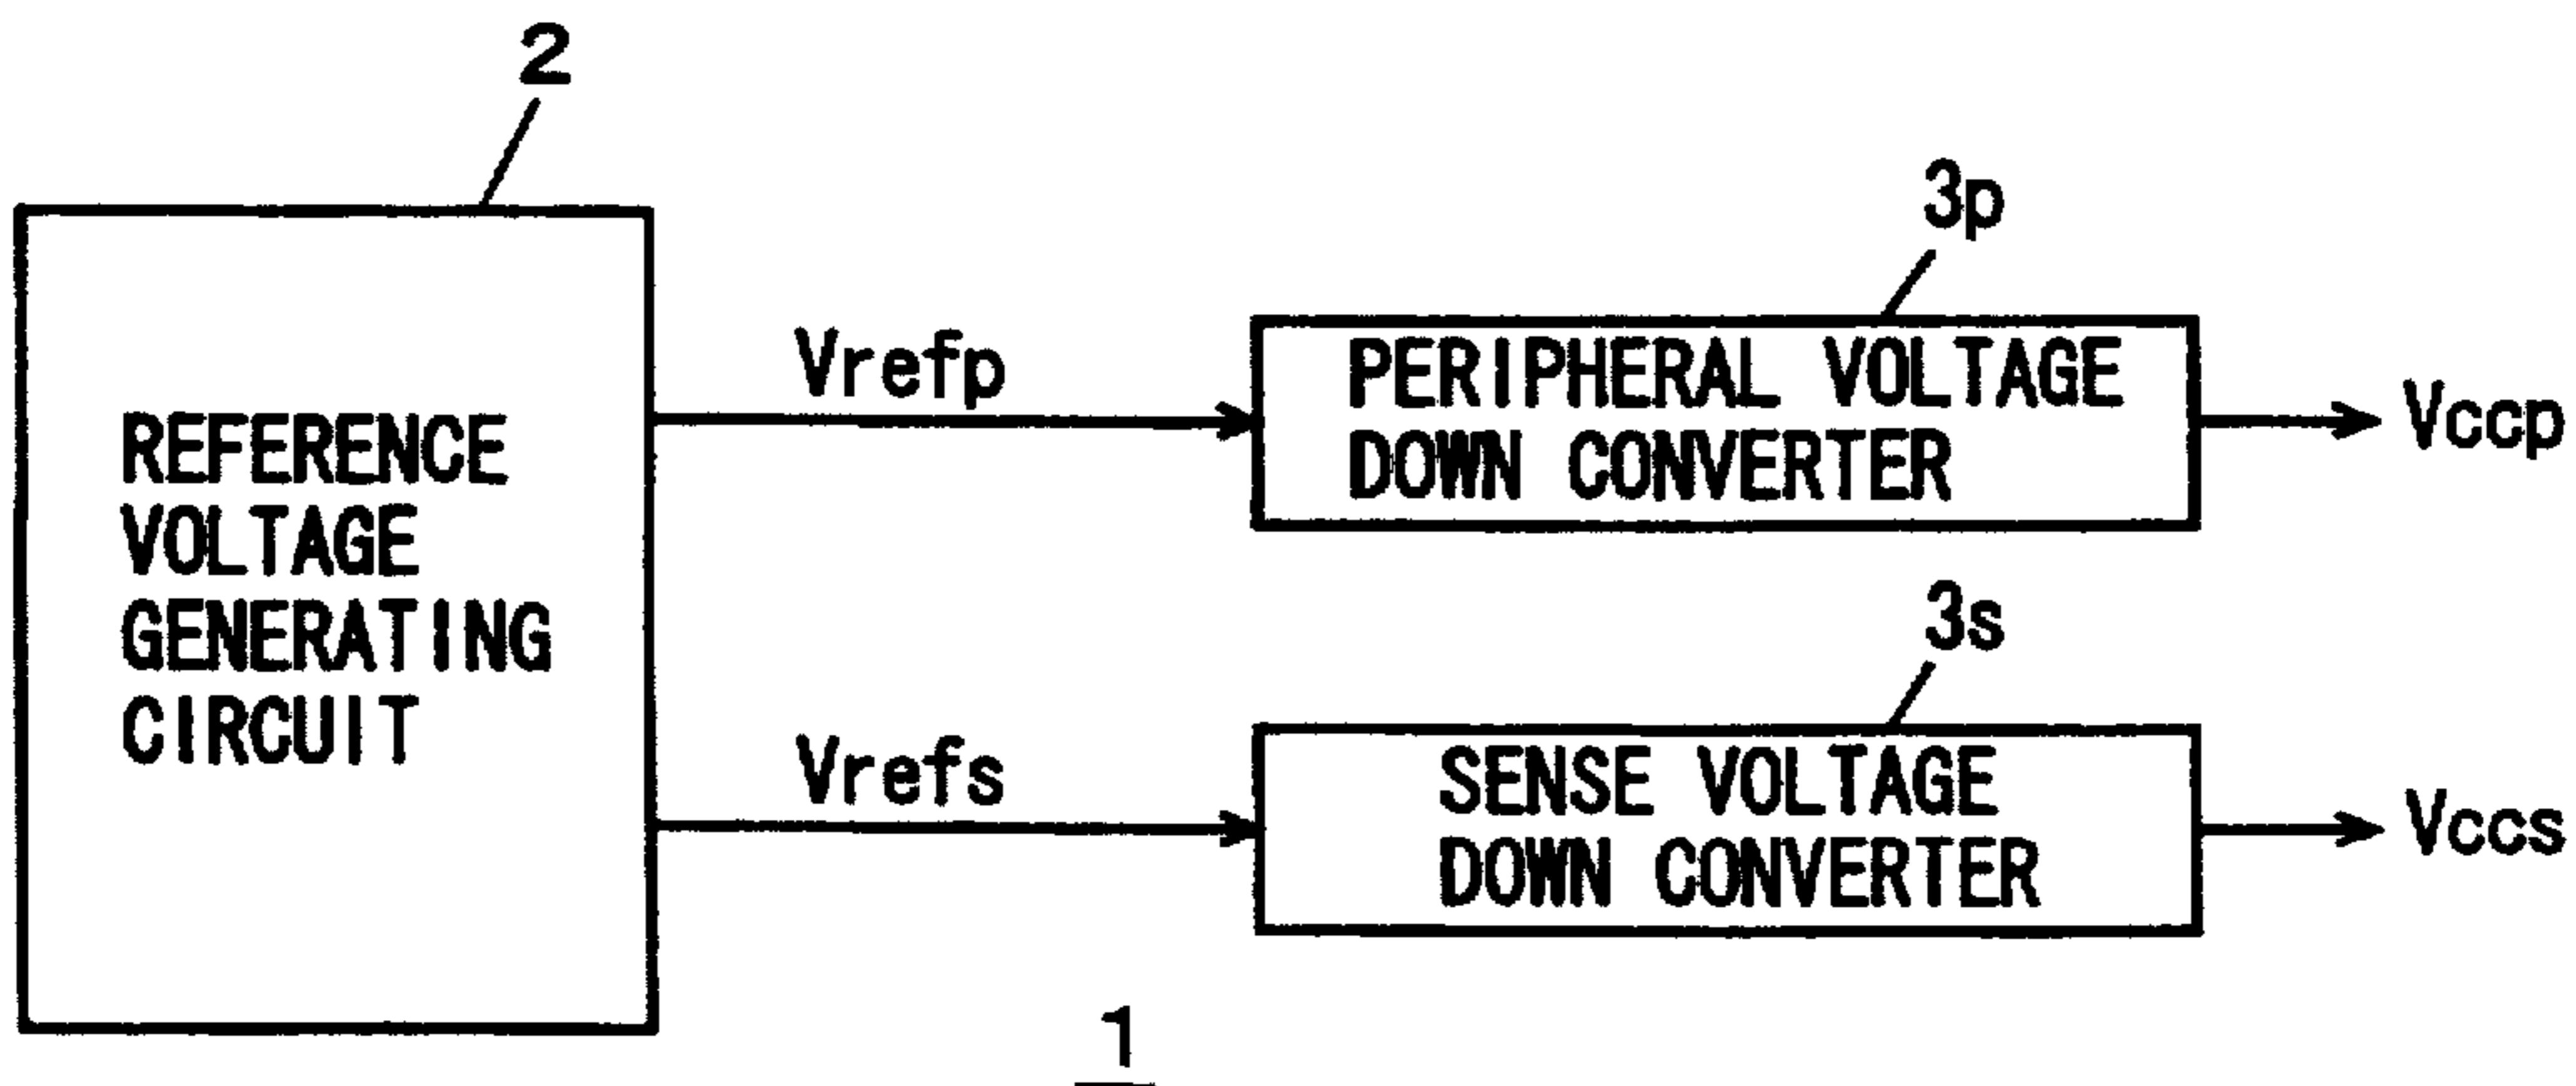 2
REFERENCE
VOLTAGE
GENERATING
CIRCUIT
Vrefp
3p
PERIPHERAL VOLTAGE
DOWN CONVERTER
Vccp
Vrefs
3s
SENSE VOLTAGE
DOWN CONVERTER
Vccs
1